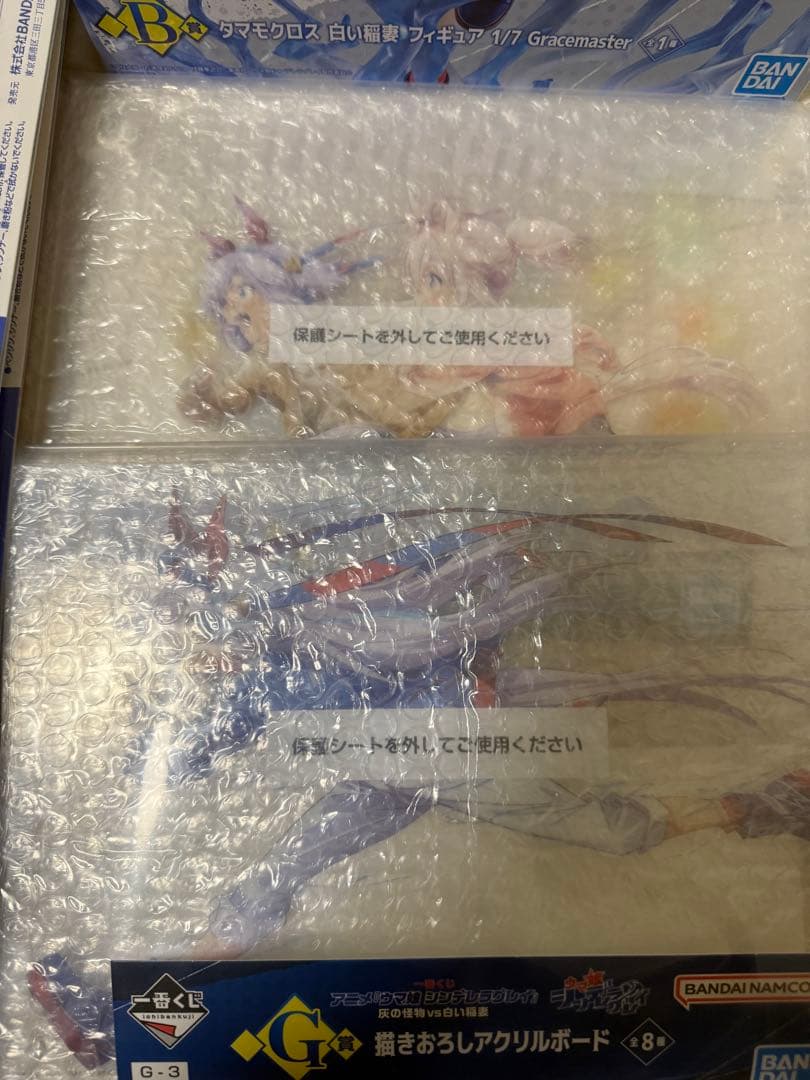 B賞
タマモクロス 白い稲妻 フィギュア 1/7 Gracemaster
全1種
BAN
DAI
発売元 株式会社BAND
保護シートを外してご使用ください
保護シートを外してご使用ください
一番くじ
ichibankuji
一番くじ
アニメ『ウマ娘 シンデレラグレイ』
灰の怪物vs白い稲妻
BANDAI NAMCO
G賞
描きおろしアクリルボード
全8種
G-3
BAN
DAI